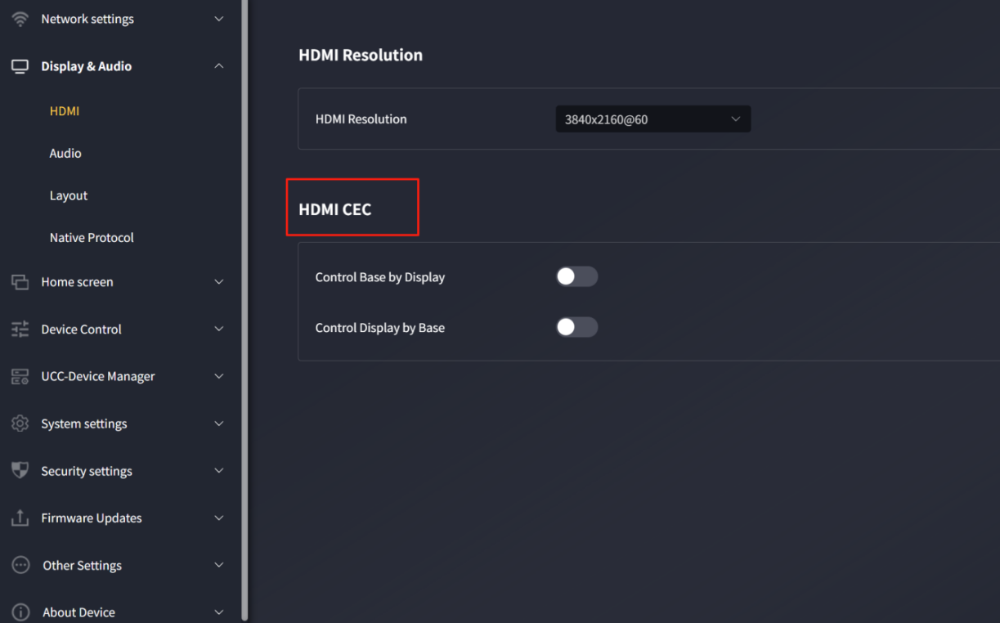 Network settings
Display & Audio
HDMI
Audio
Layout
Native Protocol
Home screen
Device Control
UCC-Device Manager
System settings
Security settings
Firmware Updates
Other Settings
About Device
HDMI Resolution
HDMI Resolution
3840x2160@60
HDMI CEC
Control Base by Display
Control Display by Base